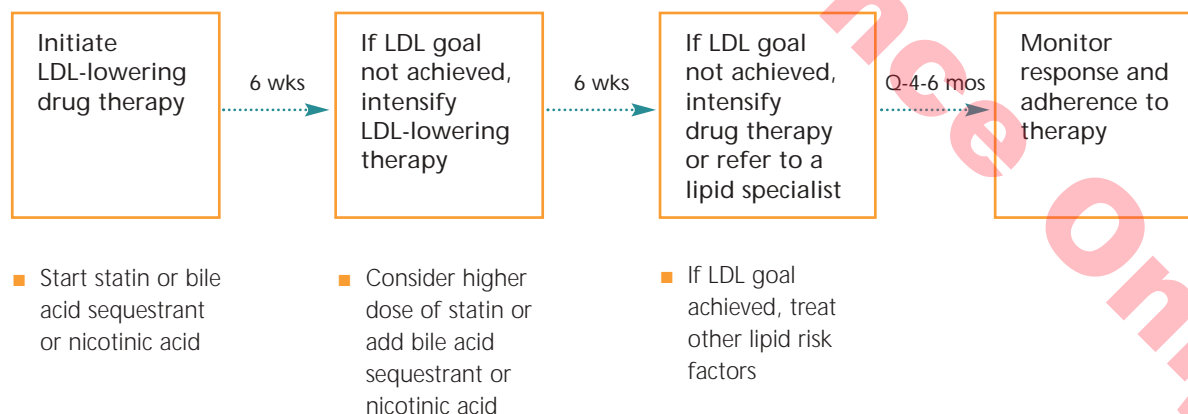 Initiate
LDL-lowering
drug therapy
6 wks
If LDL goal
not achieved,
intensify
LDL-lowering
therapy
6 wks
If LDL goal
not achieved,
intensify
drug therapy
or refer to a
lipid specialist
Q-4-6 mos
Monitor
response and
adherence to
therapy
■ Start statin or bile
acid sequestrant
or nicotinic acid
■ Consider higher
dose of statin or
add bile acid
sequestrant or
nicotinic acid
■ If LDL goal
achieved, treat
other lipid risk
factors